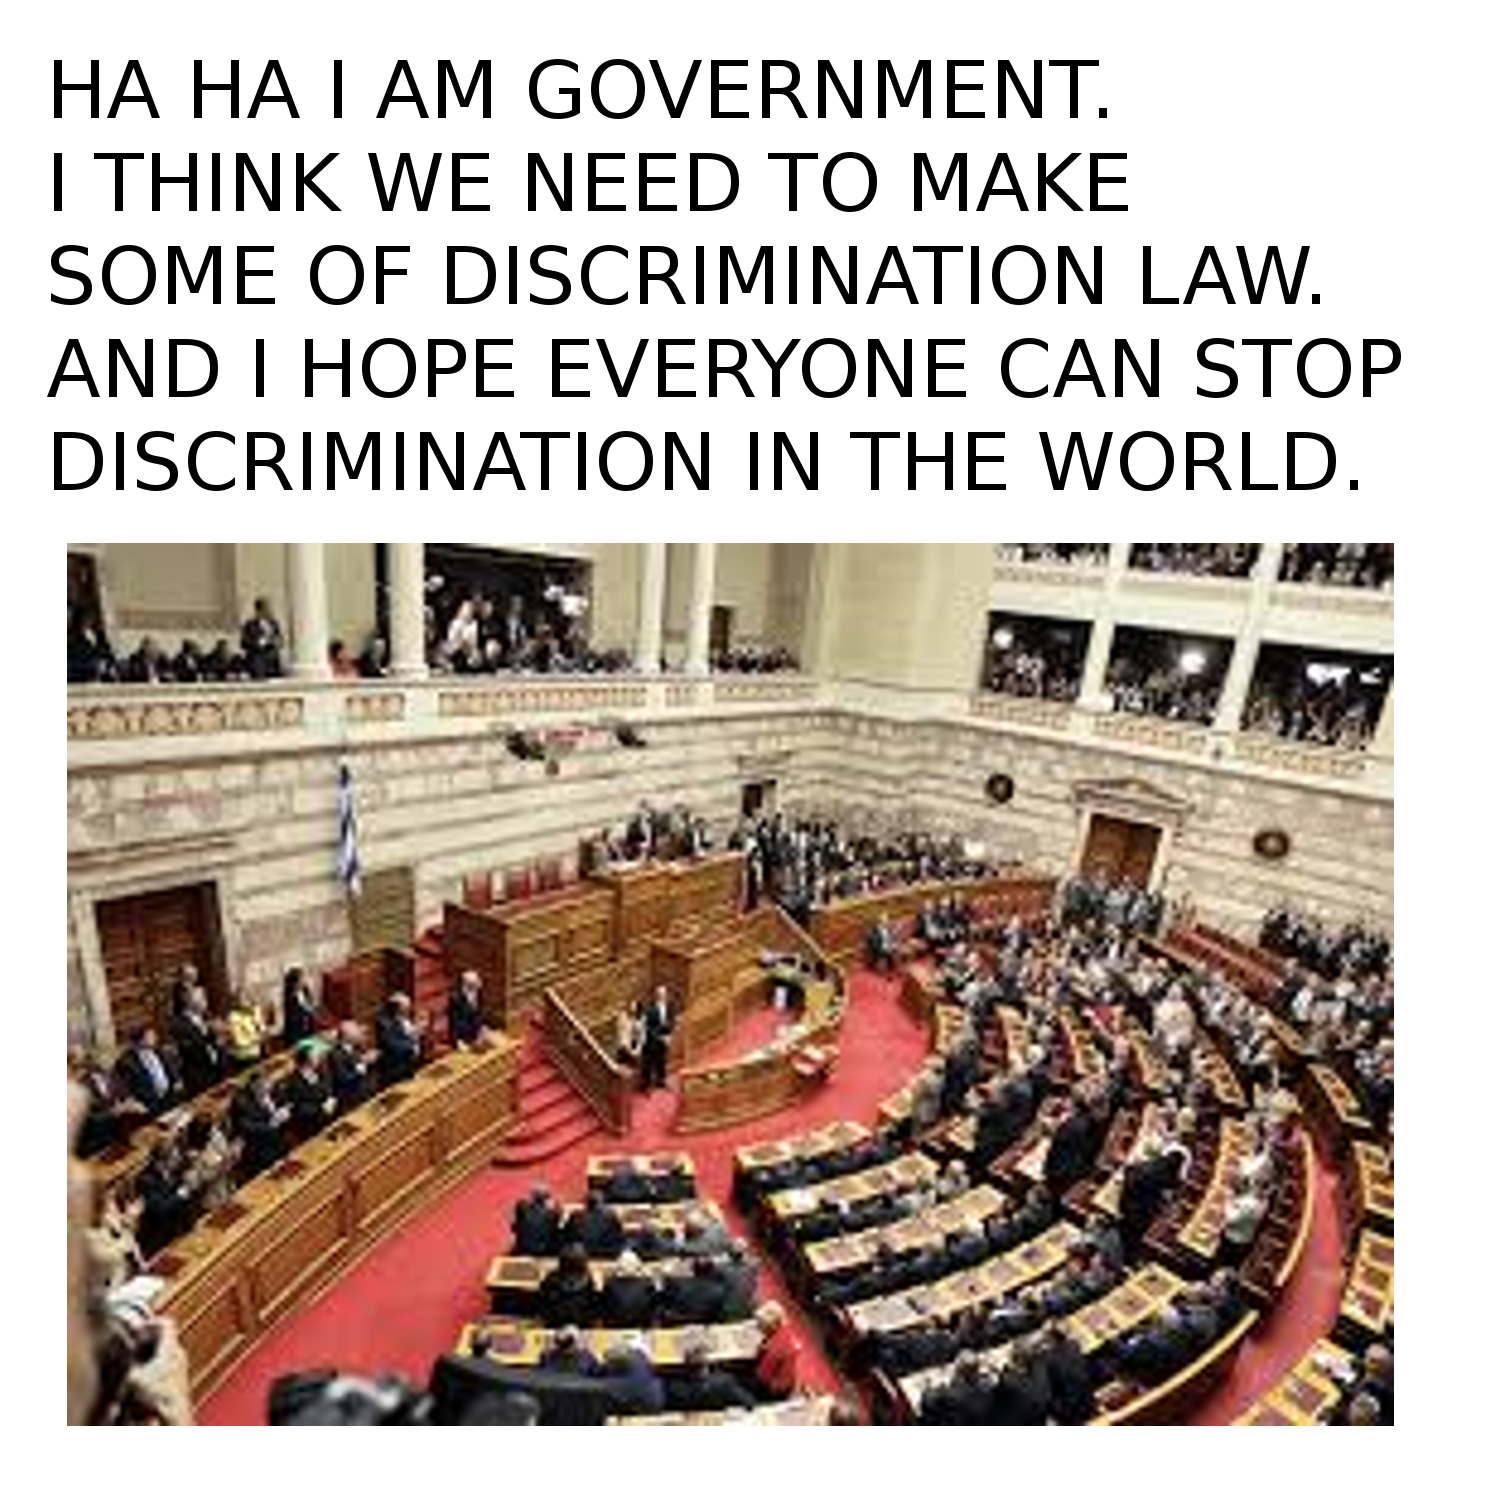 HA HA I AM GOVERNMENT.
I THINK WE NEED TO MAKE
SOME OF DISCRIMINATION LAW.
AND I HOPE EVERYONE CAN STOP
DISCRIMINATION IN THE WORLD.